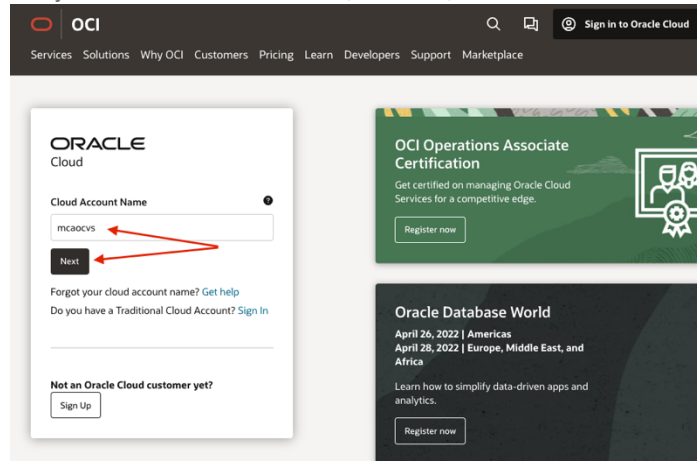 OCI
Sign in to Oracle Cloud
Services Solutions Why OCI Customers Pricing Learn Developers Support Marketplace
ORACLE
Cloud
Cloud Account Name
mcaocvs
Next
Forgot your cloud account name? Get help
Do you have a Traditional Cloud Account? Sign In
Not an Oracle Cloud customer yet?
Sign Up
OCI Operations Associate
Certification
Get certified on managing Oracle Cloud
Services for a competitive edge.
Register now
Oracle Database World
April 26, 2022 | Americas
April 28, 2022 | Europe, Middle East, and
Africa
Learn how to simplify data-driven apps and
analytics.
Register now